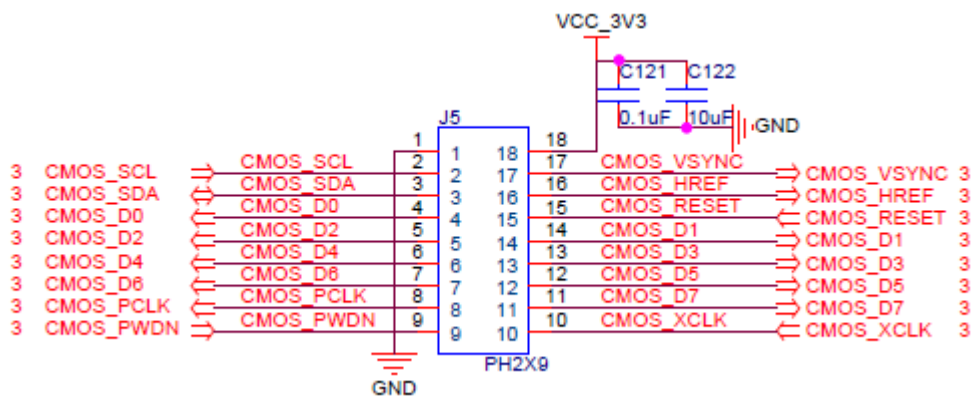 VCC_3V3
C121 C122
0.1uF 10uF GND
J5
1 1 18 18
3 CMOS_SCL CMOS_SCL 2 2 17 17 CMOS_VSYNC CMOS_VSYNC 3
3 CMOS_SDA CMOS_SDA 3 3 16 16 CMOS_HREF CMOS_HREF 3
3 CMOS_D0 CMOS_D0 4 4 15 15 CMOS_RESET CMOS_RESET 3
3 CMOS_D2 CMOS_D2 5 5 14 14 CMOS_D1 CMOS_D1 3
3 CMOS_D4 CMOS_D4 6 6 13 13 CMOS_D3 CMOS_D3 3
3 CMOS_D6 CMOS_D6 7 7 12 12 CMOS_D5 CMOS_D5 3
3 CMOS_PCLK CMOS_PCLK 8 8 11 11 CMOS_D7 CMOS_D7 3
3 CMOS_PWDN CMOS_PWDN 9 9 10 10 CMOS_XCLK CMOS_XCLK 3
PH2X9
GND